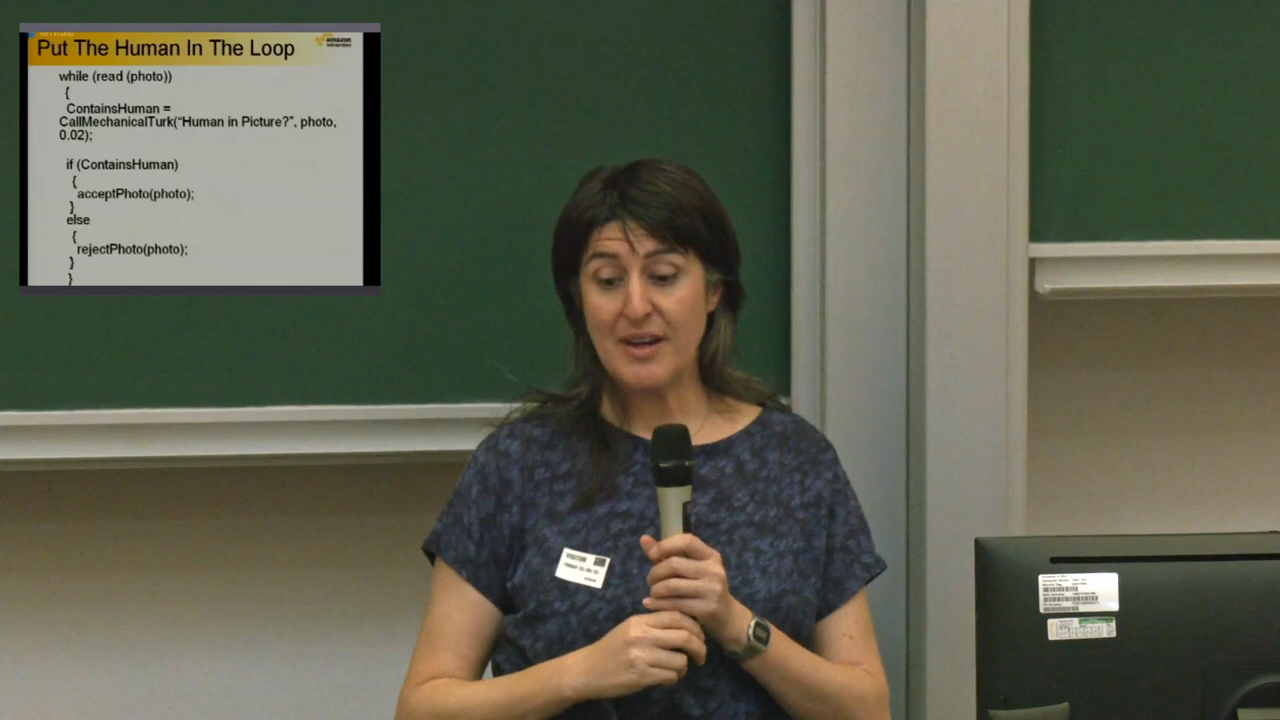 Put The Human In The Loop
amazon
while (read (photo))
{
ContainsHuman =
CallMechanicalTurk(“Human in Picture?”, photo,
0.02);
if (ContainsHuman)
{
acceptPhoto(photo);
}
else
{
rejectPhoto(photo);
}
}
VISITOR